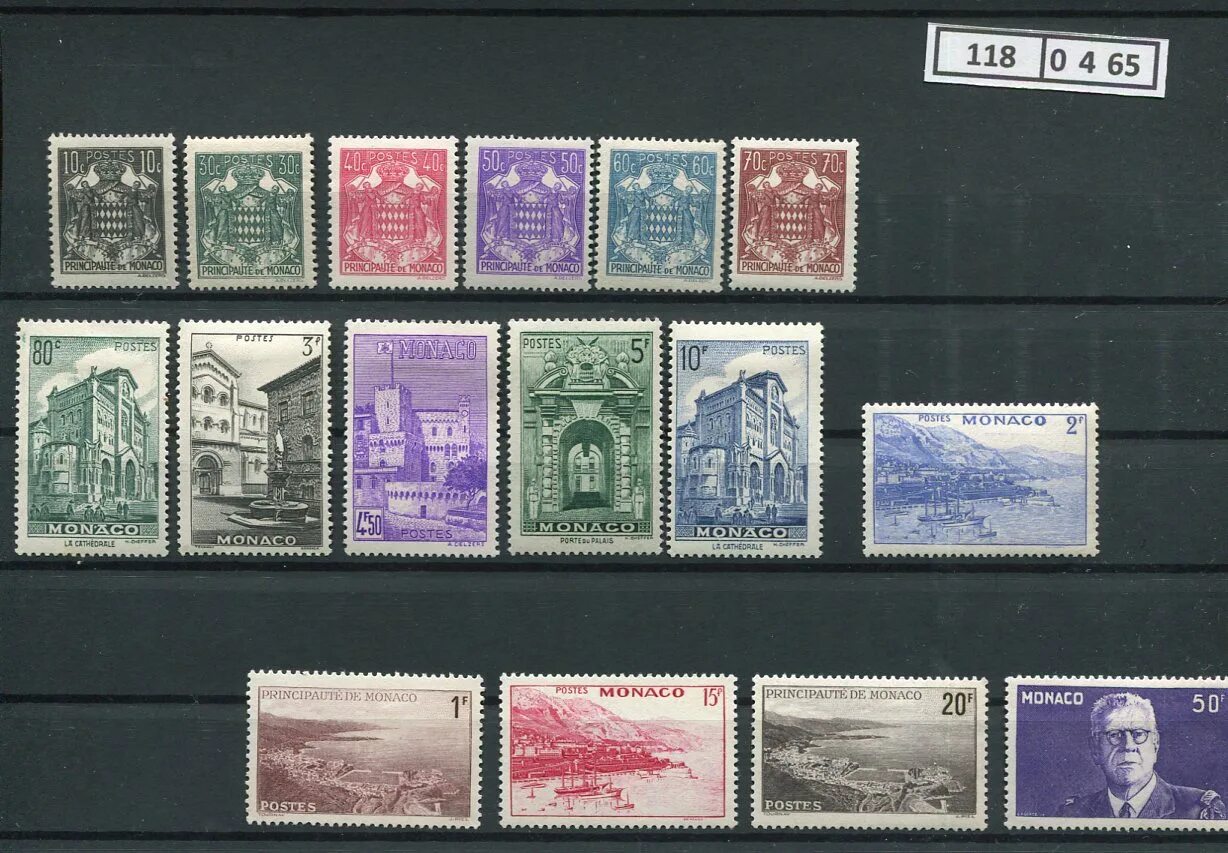 118 0 4 65
10c POSTES 10c
PRINCIPAUTÉ DE MONACO
30c POSTES 30c
PRINCIPAUTÉ DE MONACO
40c POSTES 40c
PRINCIPAUTÉ DE MONACO
50c POSTES 50c
PRINCIPAUTÉ DE MONACO
60c POSTES 60c
PRINCIPAUTÉ DE MONACO
70c POSTES 70c
PRINCIPAUTÉ DE MONACO
80c POSTES
MONACO
LA CATHÉDRALE
POSTES 3F
MONACO
MONACO
4F50
POSTES
POSTES 5F
MONACO
PORTE DU PALAIS
10F POSTES
MONACO
LA CATHÉDRALE
POSTES MONACO 2F
PRINCIPAUTÉ DE MONACO
1F
POSTES
POSTES MONACO 15F
PRINCIPAUTÉ DE MONACO
20F
POSTES
MONACO 50F